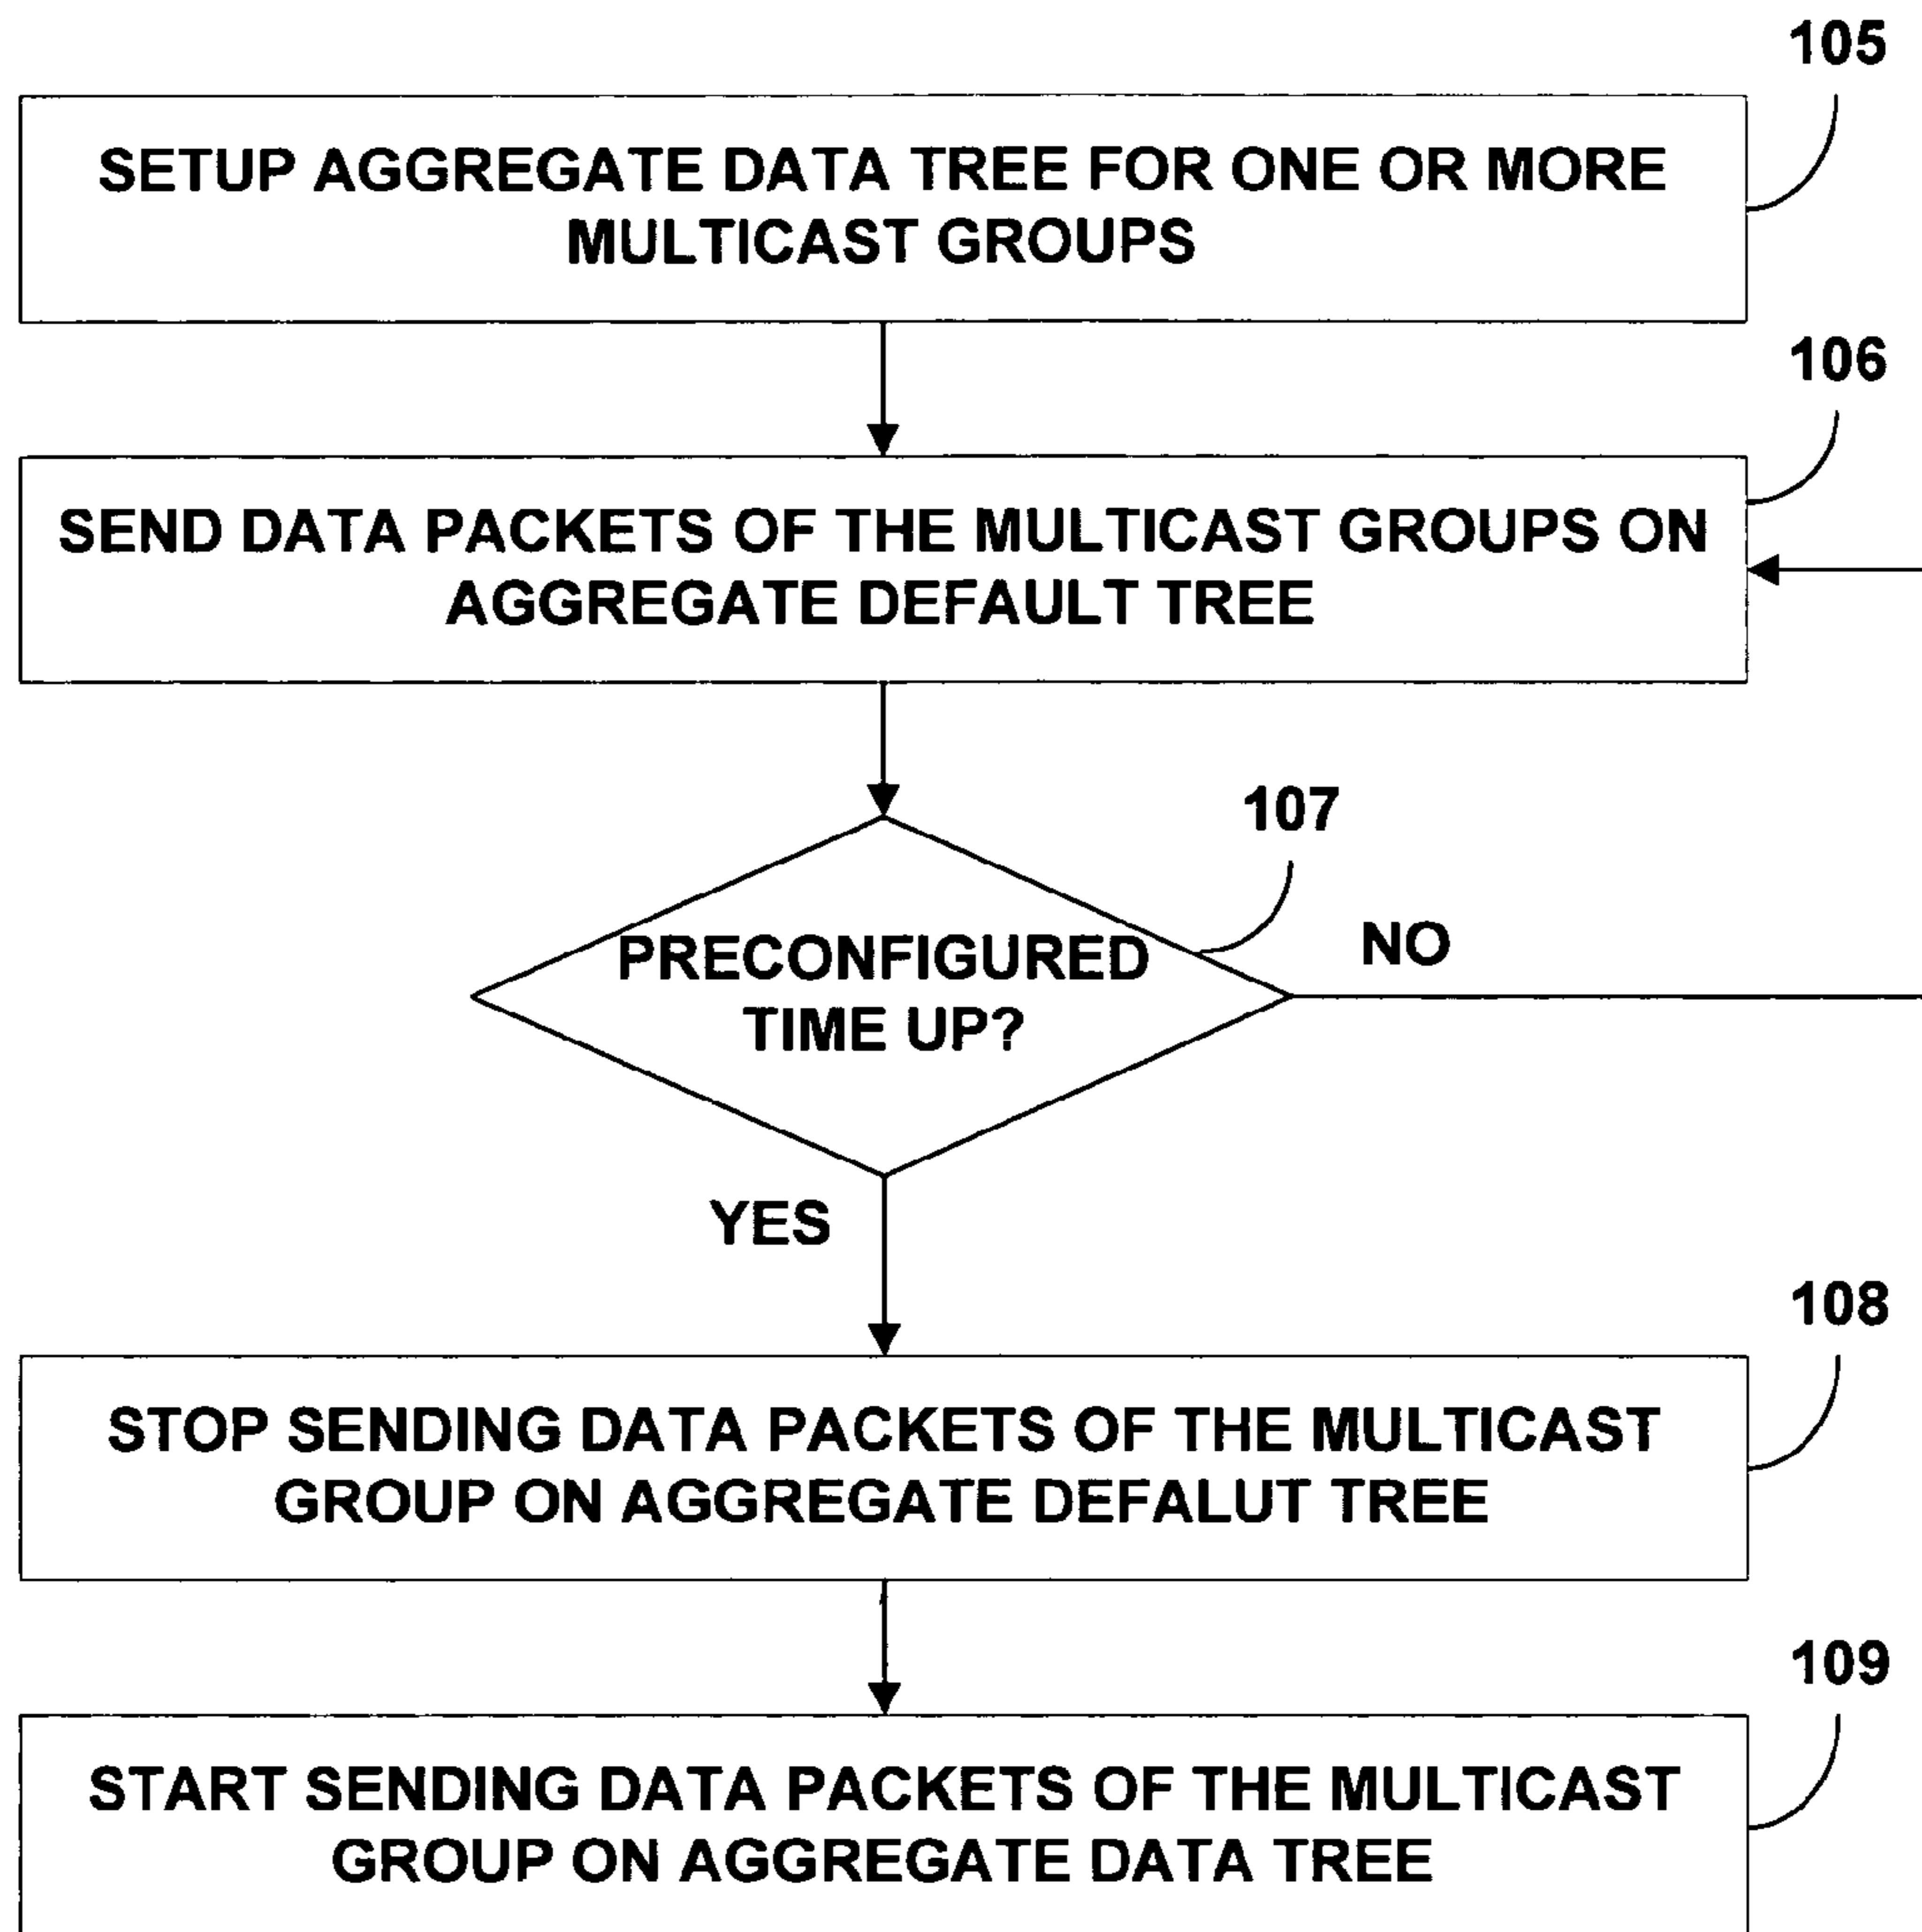 105
SETUP AGGREGATE DATA TREE FOR ONE OR MORE
MULTICAST GROUPS
106
SEND DATA PACKETS OF THE MULTICAST GROUPS ON
AGGREGATE DEFAULT TREE
107
PRECONFIGURED
TIME UP?
NO
YES
108
STOP SENDING DATA PACKETS OF THE MULTICAST
GROUP ON AGGREGATE DEFALUT TREE
109
START SENDING DATA PACKETS OF THE MULTICAST
GROUP ON AGGREGATE DATA TREE